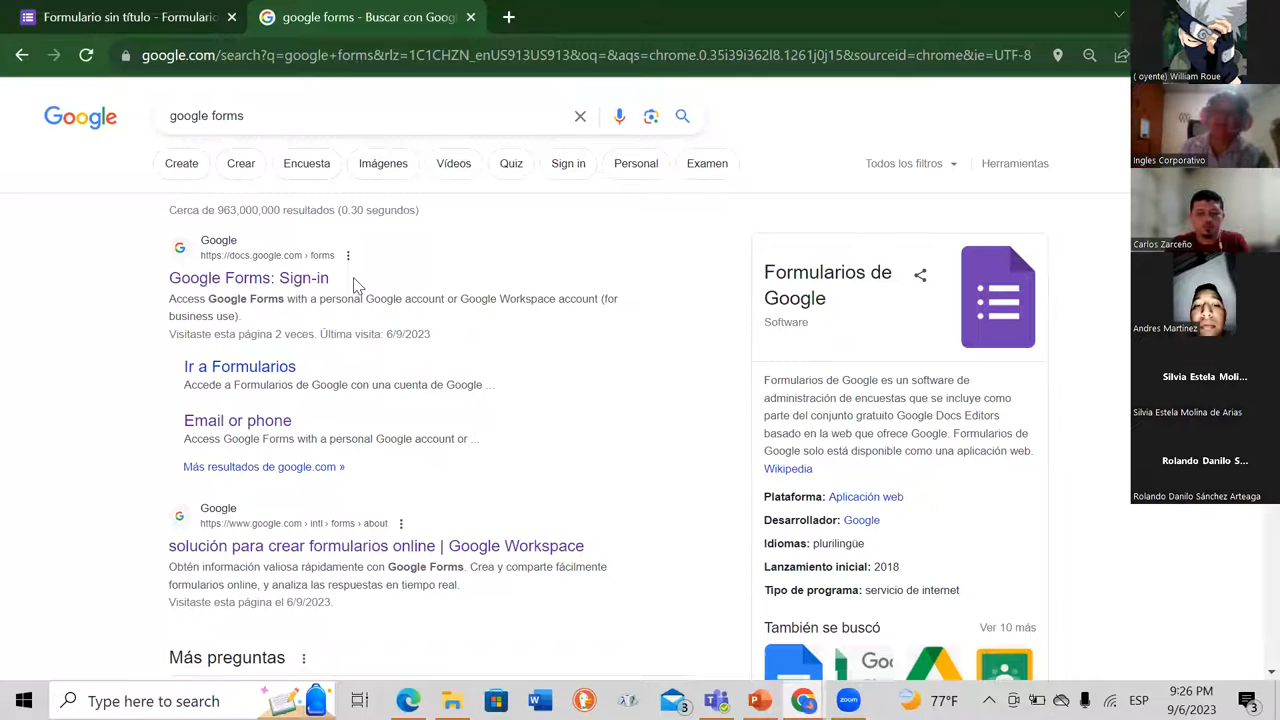 Formulario sin título - Formulario
google forms - Buscar con Goog
google.com/search?q=google+forms&rlz=1C1CHZN_enUS913US913&oq=&aqs=chrome.0.35i39i362l8.1261j0j15&sourceid=chrome&ie=UTF-8
Google
google forms
Create
Crear
Encuesta
Imágenes
Vídeos
Quiz
Sign in
Personal
Examen
Todos los filtros
Herramientas
Cerca de 963,000,000 resultados (0.30 segundos)
Google
https://docs.google.com › forms
Google Forms: Sign-in
Access Google Forms with a personal Google account or Google Workspace account (for
business use).
Visitaste esta página 2 veces. Última visita: 6/9/2023
Ir a Formularios
Accede a Formularios de Google con una cuenta de Google ...
Email or phone
Access Google Forms with a personal Google account or ...
Más resultados de google.com »
Google
https://www.google.com › intl › forms › about
solución para crear formularios online | Google Workspace
Obtén información valiosa rápidamente con Google Forms. Crea y comparte fácilmente
formularios online, y analiza las respuestas en tiempo real.
Visitaste esta página el 6/9/2023.
Más preguntas
Formularios de
Google
Software
Formularios de Google es un software de
administración de encuestas que se incluye como
parte del conjunto gratuito Google Docs Editors
basado en la web que ofrece Google. Formularios de
Google solo está disponible como una aplicación web.
Wikipedia
Plataforma: Aplicación web
Desarrollador: Google
Idiomas: plurilingüe
Lanzamiento inicial: 2018
Tipo de programa: servicio de internet
También se buscó
Ver 10 más
Goo
( oyente) William Roue
Ingles Corporativo
Carlos Zarceño
Andres Martinez
Silvia Estela Moli...
Silvia Estela Molina de Arias
Rolando Danilo S...
Rolando Danilo Sánchez Arteaga
Type here to search
3
zoom
77°F
ESP
9:26 PM
9/6/2023
3